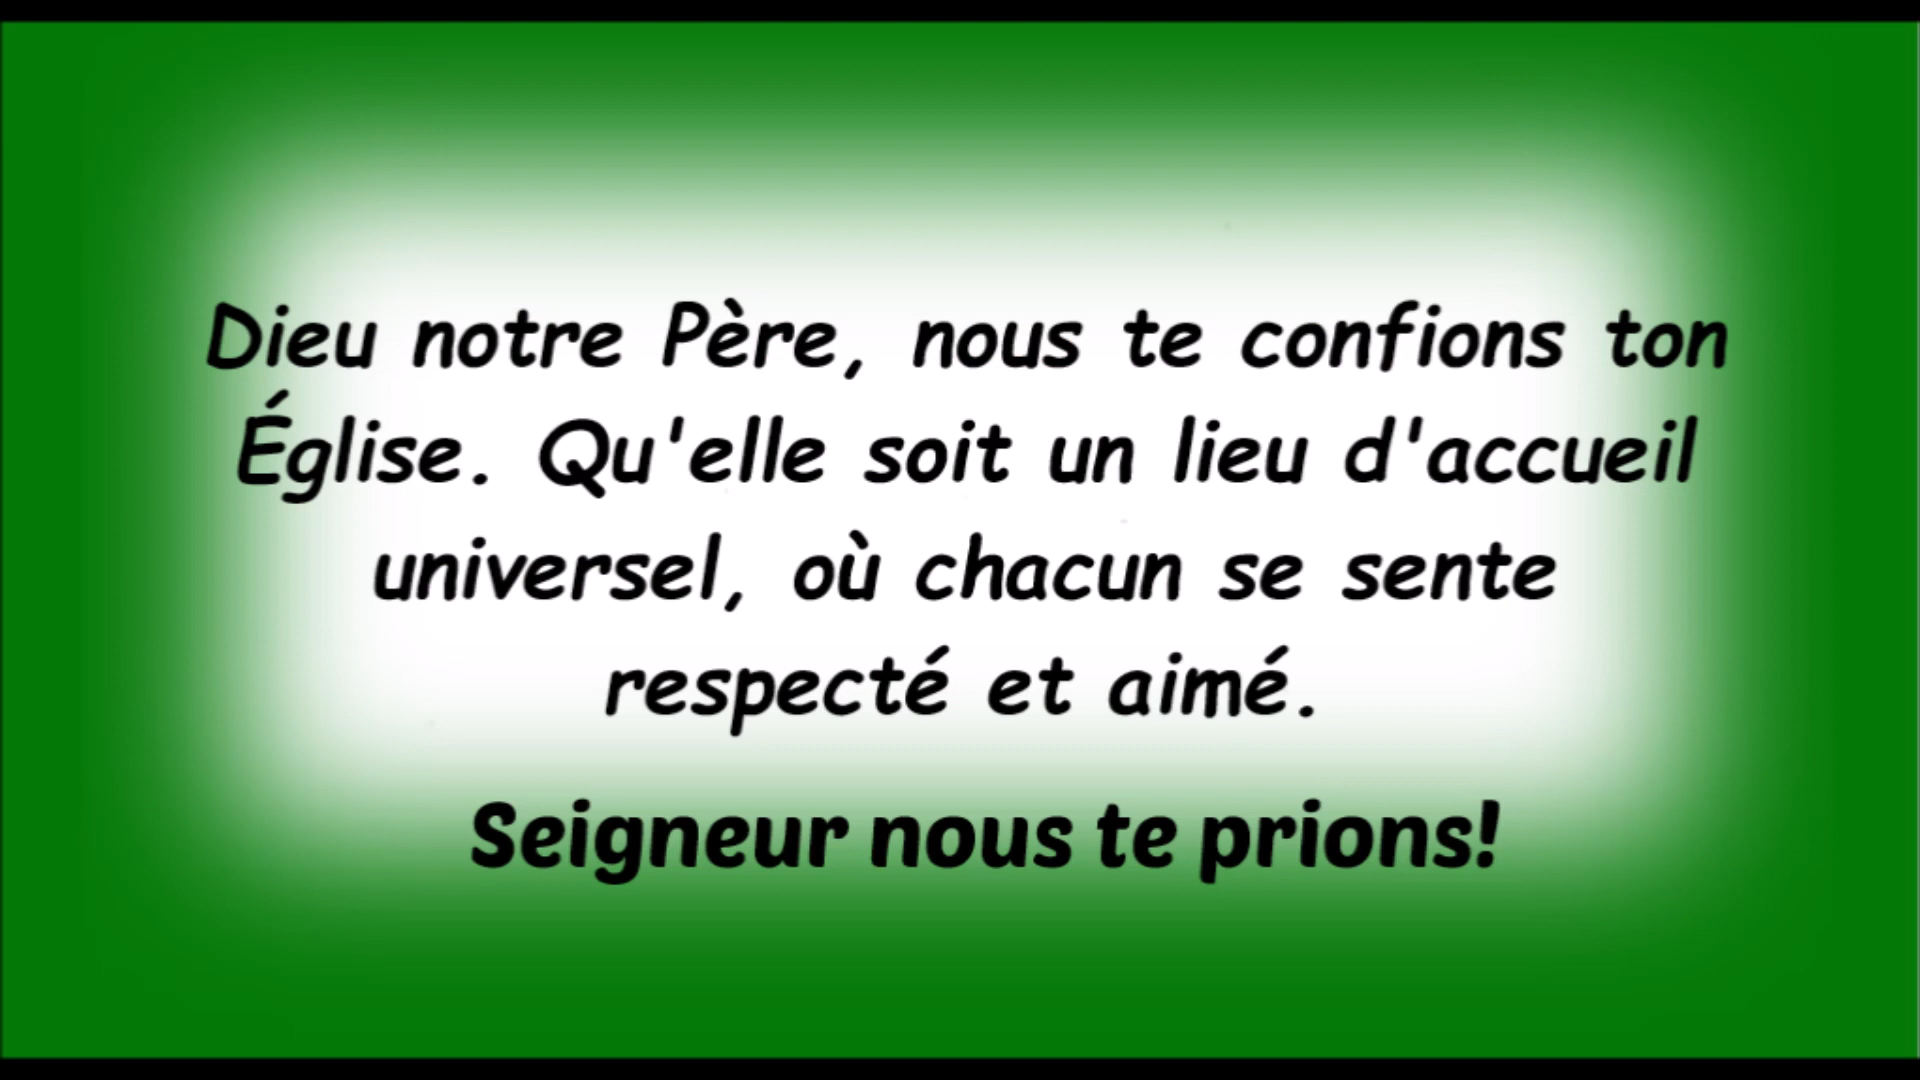 Dieu notre Père, nous te confions ton
Église. Qu'elle soit un lieu d'accueil
universel, où chacun se sente
respecté et aimé.
Seigneur nous te prions!